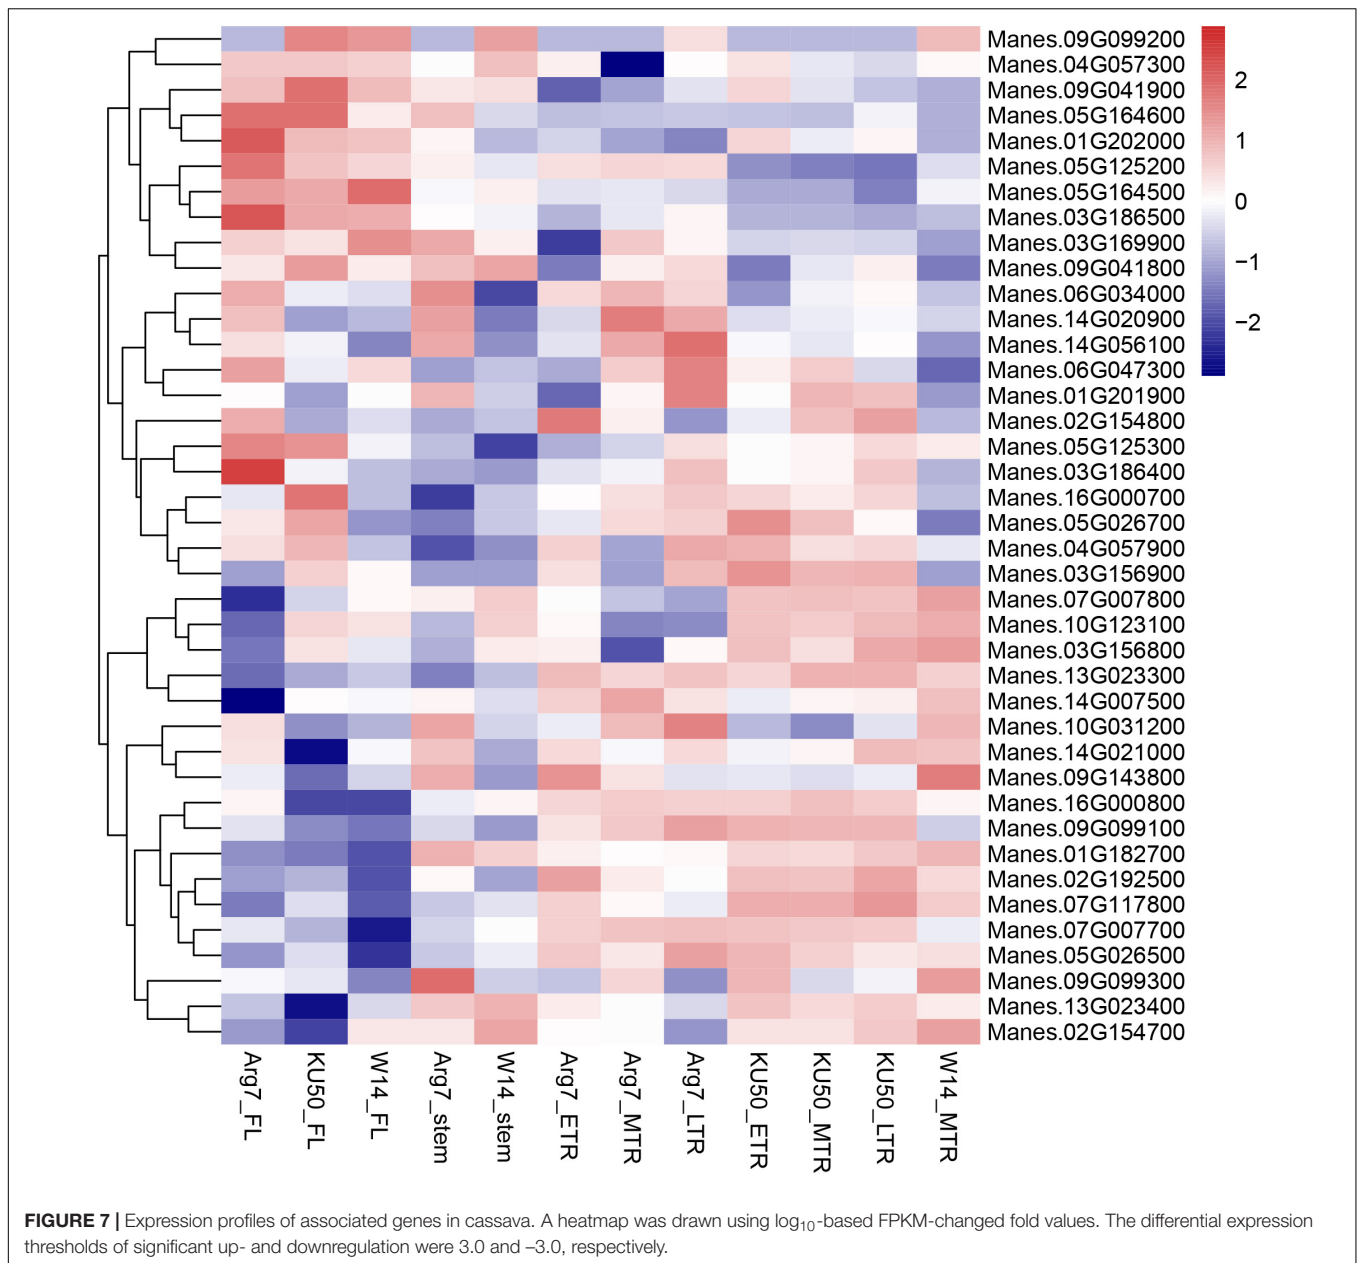 Manes.09G099200
Manes.04G057300
Manes.09G041900
Manes.05G164600
Manes.01G202000
Manes.05G125200
Manes.05G164500
Manes.03G186500
Manes.03G169900
Manes.09G041800
Manes.06G034000
Manes.14G020900
Manes.14G056100
Manes.06G047300
Manes.01G201900
Manes.02G154800
Manes.05G125300
Manes.03G186400
Manes.16G000700
Manes.05G026700
Manes.04G057900
Manes.03G156900
Manes.07G007800
Manes.10G123100
Manes.03G156800
Manes.13G023300
Manes.14G007500
Manes.10G031200
Manes.14G021000
Manes.09G143800
Manes.16G000800
Manes.09G099100
Manes.01G182700
Manes.02G192500
Manes.07G117800
Manes.07G007700
Manes.05G026500
Manes.09G099300
Manes.13G023400
Manes.02G154700
2
1
0
−1
−2
Arg7_FL
KU50_FL
W14_FL
Arg7_stem
W14_stem
Arg7_ETR
Arg7_MTR
Arg7_LTR
KU50_ETR
KU50_MTR
KU50_LTR
W14_MTR
FIGURE 7 | Expression profiles of associated genes in cassava. A heatmap was drawn using log₁₀-based FPKM-changed fold values. The differential expression
thresholds of significant up- and downregulation were 3.0 and –3.0, respectively.